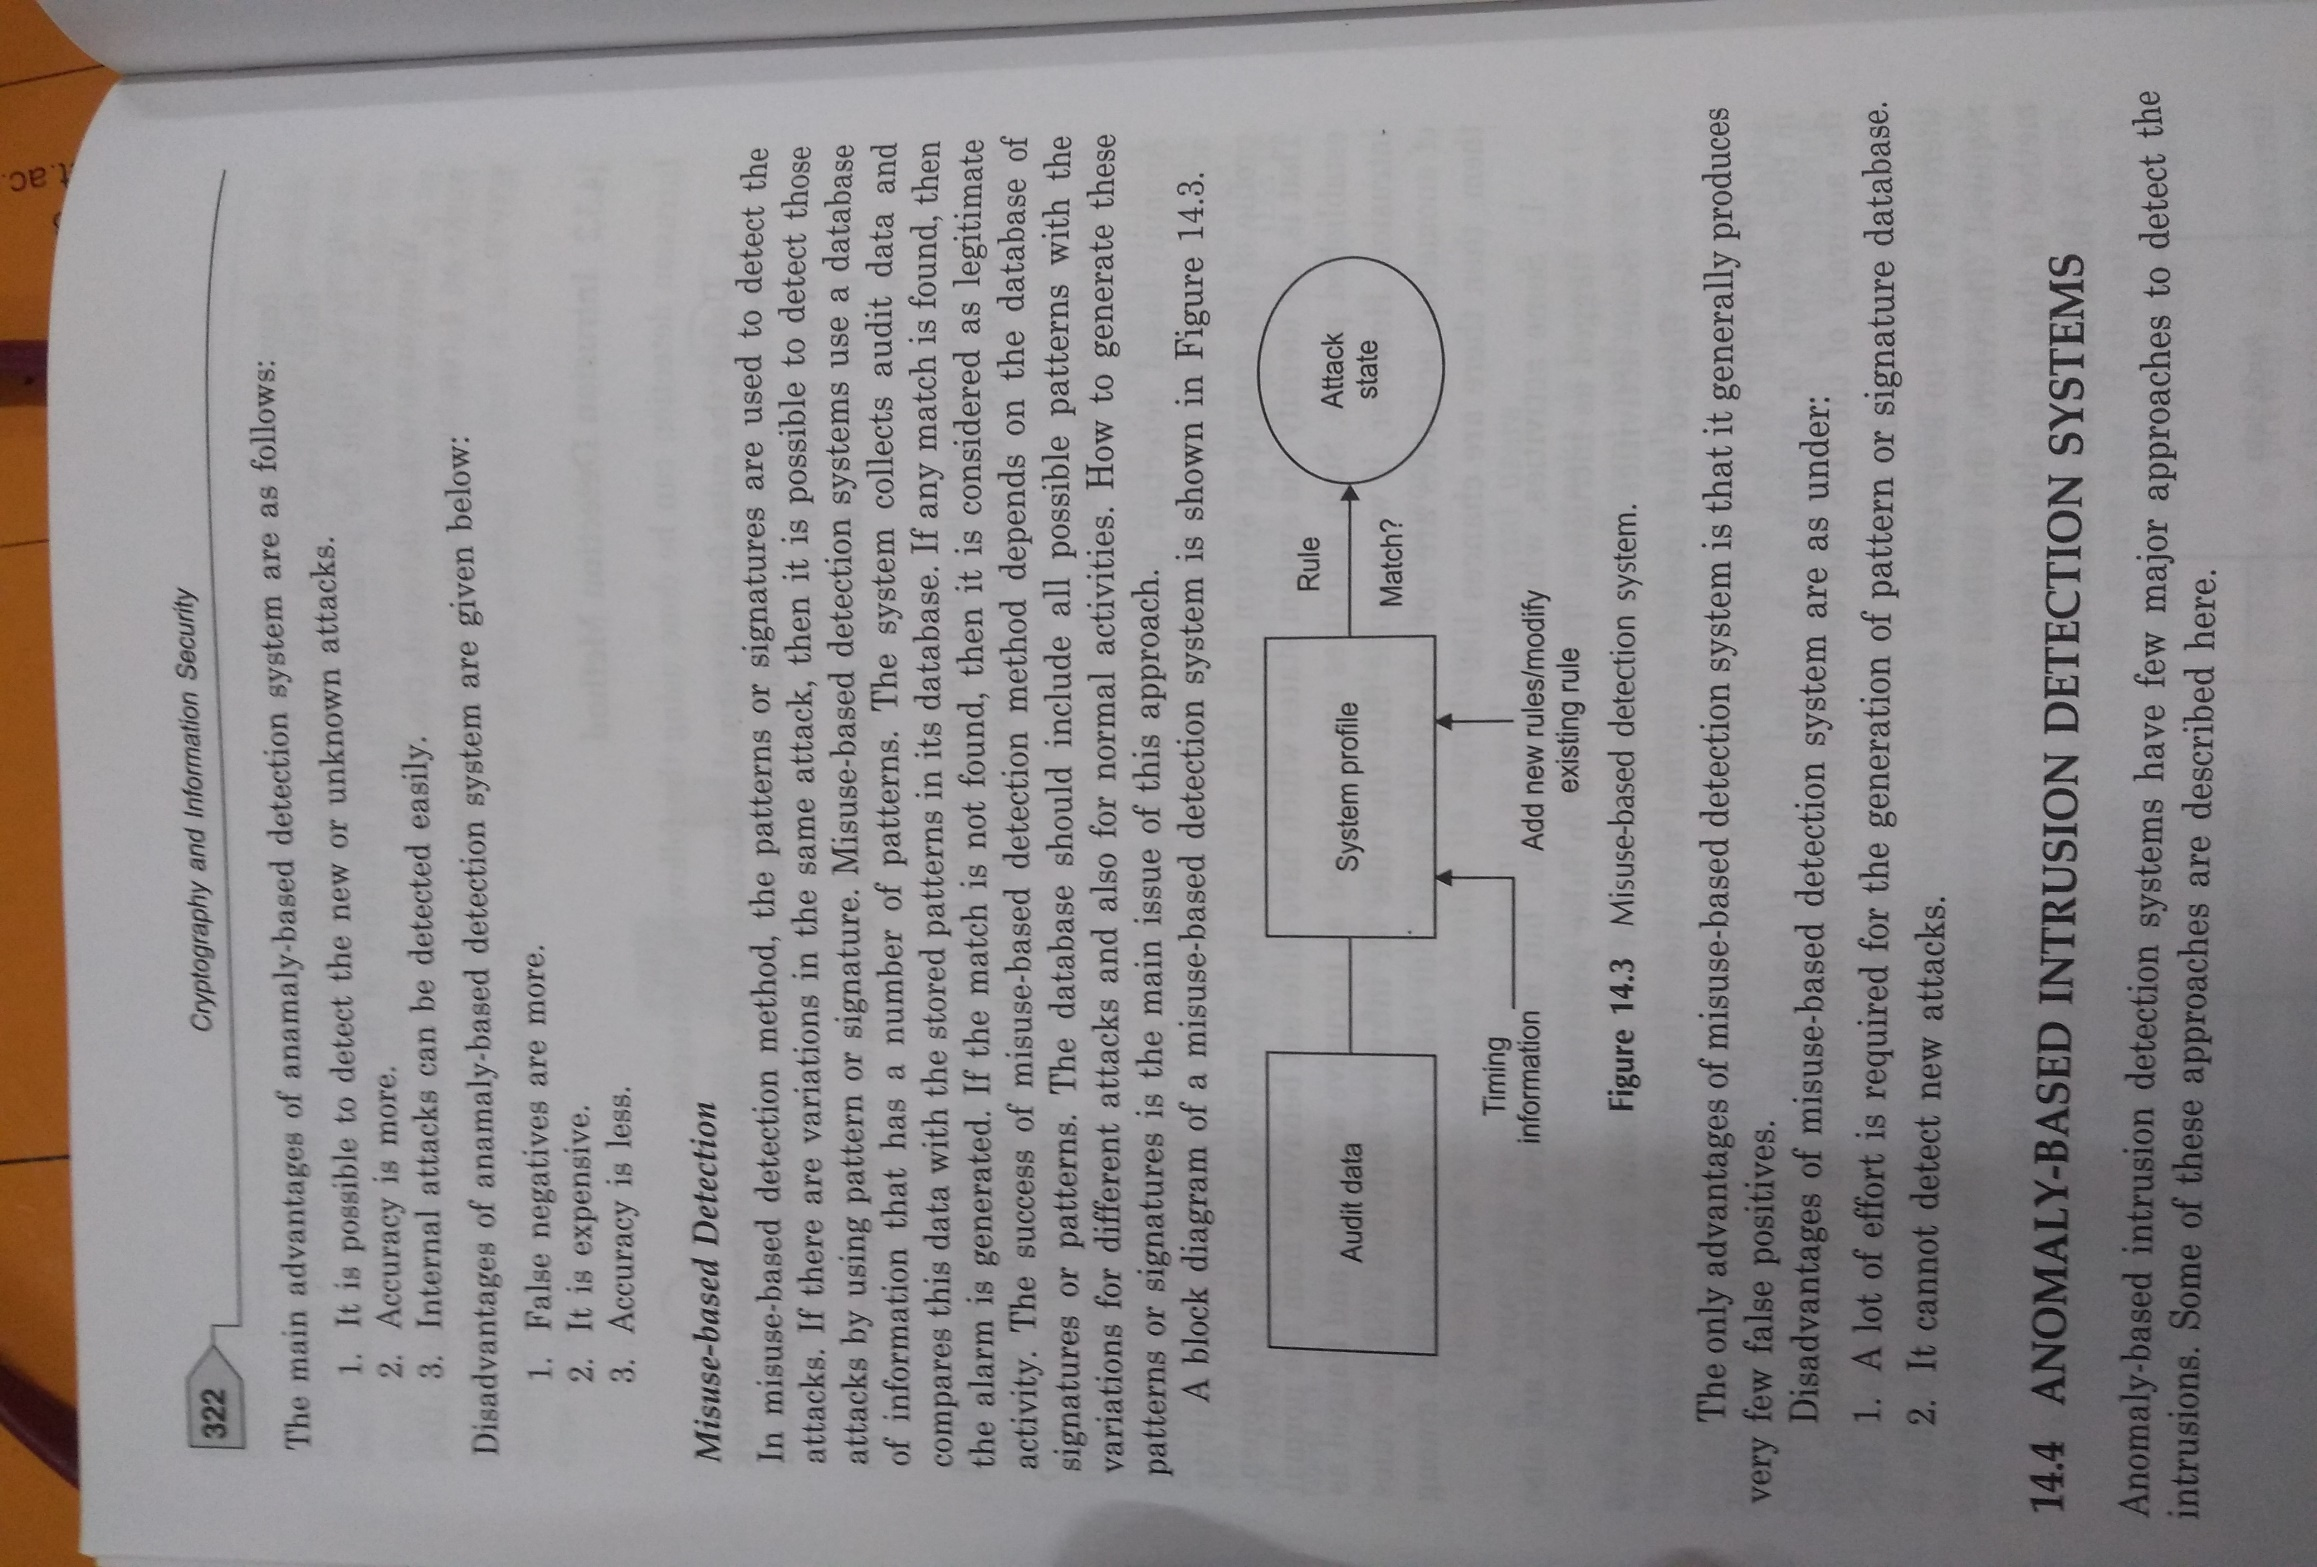 322
Cryptography and Information Security
The main advantages of anamaly-based detection system are as follows:
1. It is possible to detect the new or unknown attacks.
2. Accuracy is more.
3. Internal attacks can be detected easily.
Disadvantages of anamaly-based detection system are given below:
1. False negatives are more.
2. It is expensive.
3. Accuracy is less.
Misuse-based Detection
In misuse-based detection method, the patterns or signatures are used to detect the
attacks. If there are variations in the same attack, then it is possible to detect those
attacks by using pattern or signature. Misuse-based detection systems use a database
of information that has a number of patterns. The system collects audit data and
compares this data with the stored patterns in its database. If any match is found, then
the alarm is generated. If the match is not found, then it is considered as legitimate
activity. The success of misuse-based detection method depends on the database of
signatures or patterns. The database should include all possible patterns with the
variations for different attacks and also for normal activities. How to generate these
patterns or signatures is the main issue of this approach.
A block diagram of a misuse-based detection system is shown in Figure 14.3.
Audit data
System profile
Rule
Match?
Attack
state
Timing
information
Add new rules/modify
existing rule
Figure 14.3 Misuse-based detection system.
The only advantages of misuse-based detection system is that it generally produces
very few false positives.
Disadvantages of misuse-based detection system are as under:
1. A lot of effort is required for the generation of pattern or signature database.
2. It cannot detect new attacks.
14.4 ANOMALY-BASED INTRUSION DETECTION SYSTEMS
Anomaly-based intrusion detection systems have few major approaches to detect the
intrusions. Some of these approaches are described here.
t.ac.